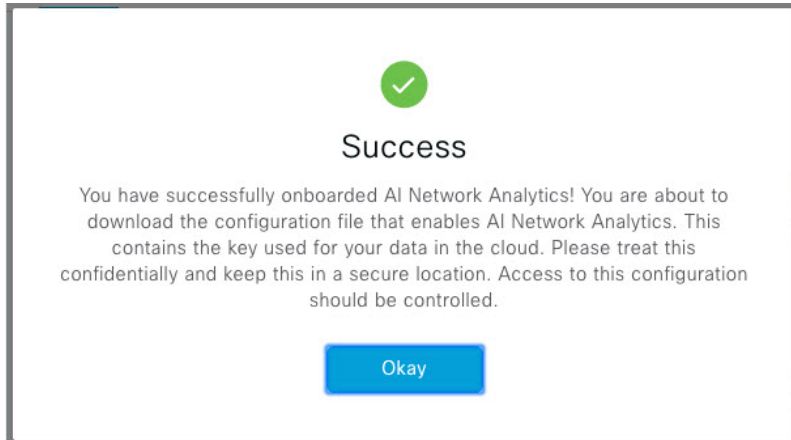 Success
You have successfully onboarded AI Network Analytics! You are about to
download the configuration file that enables AI Network Analytics. This
contains the key used for your data in the cloud. Please treat this
confidentially and keep this in a secure location. Access to this configuration
should be controlled.
Okay